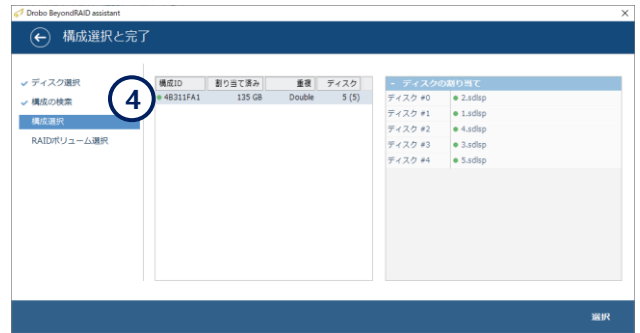 Drobo BeyondRAID assistant
構成選択と完了
ディスク選択
構成の検索
構成選択
RAIDボリューム選択
4
構成ID 割り当て済み 重複 ディスク
4B311FA1 135 GB Double 5 (5)
− ディスクの割り当て
ディスク #0 2.sdlsp
ディスク #1 1.sdlsp
ディスク #2 4.sdlsp
ディスク #3 3.sdlsp
ディスク #4 5.sdlsp
選択